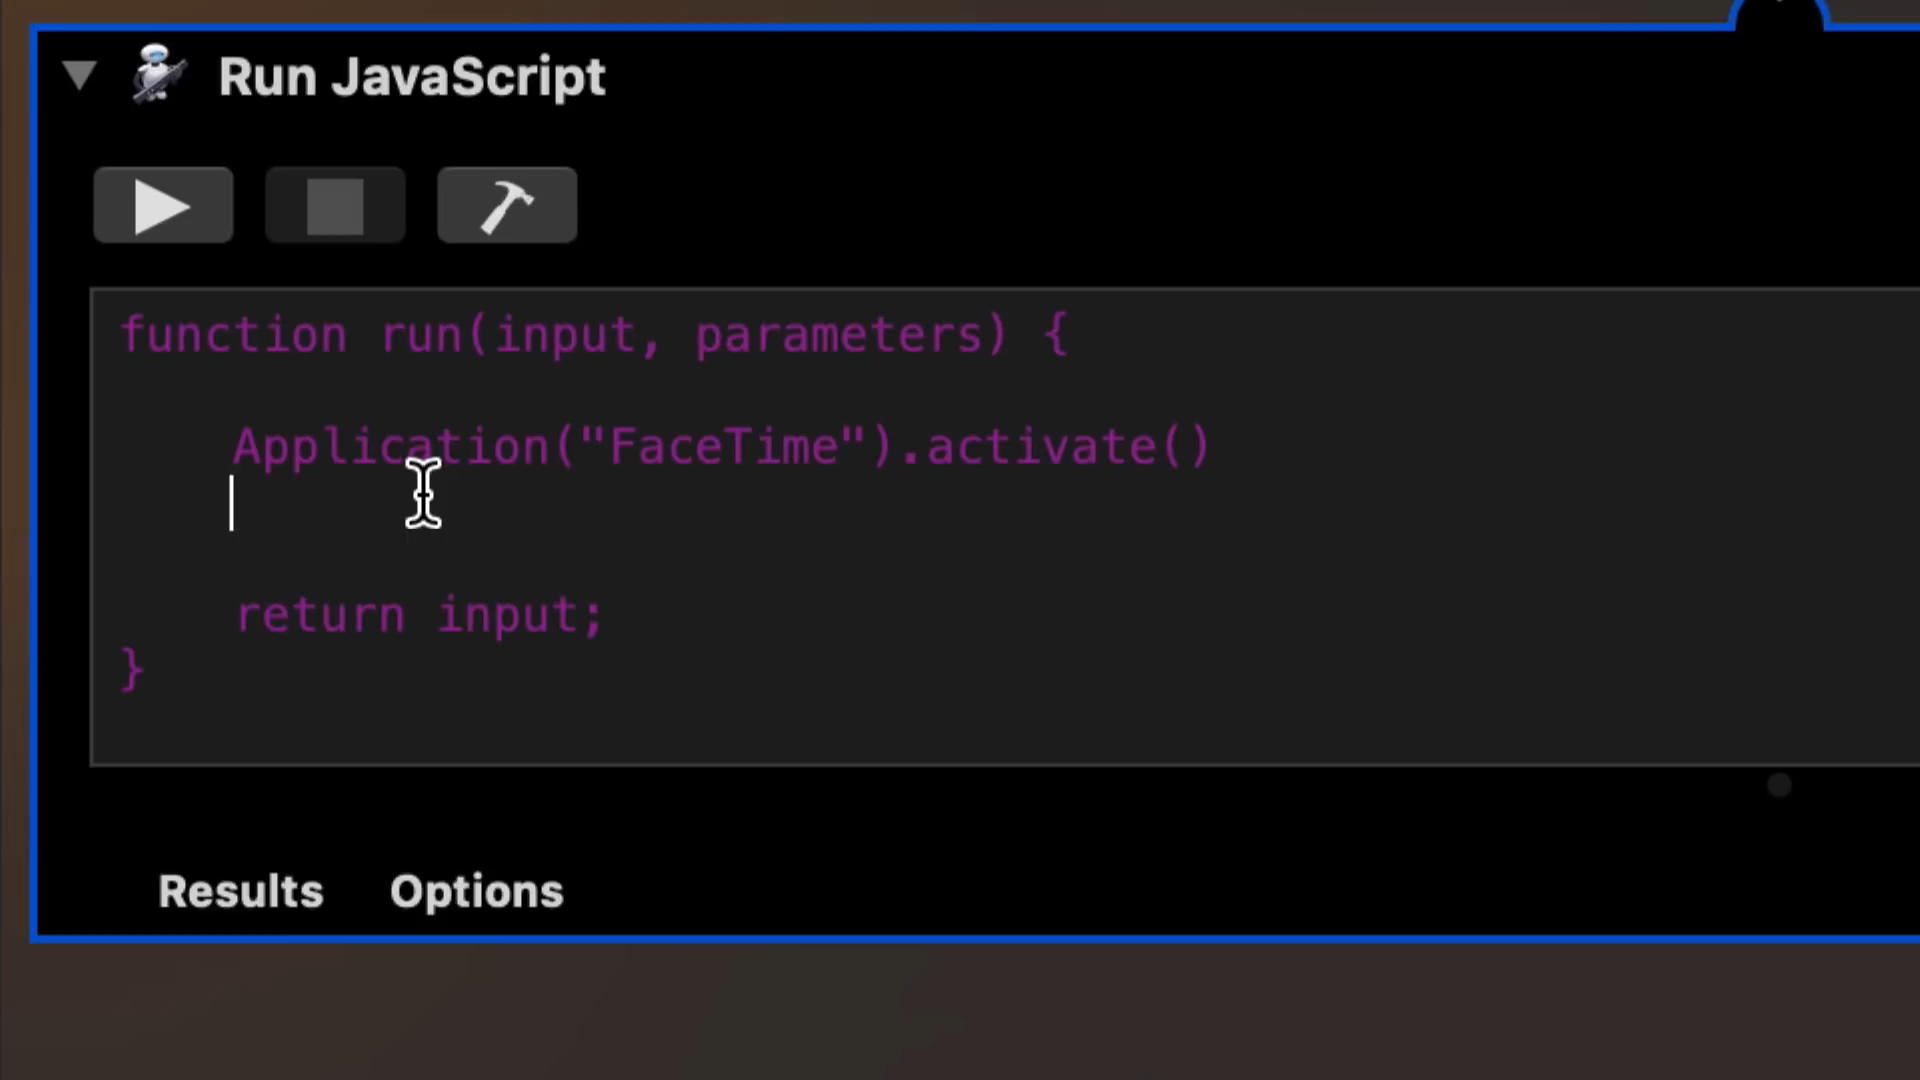 Run JavaScript
function run(input, parameters) {
Application("FaceTime").activate()
return input;
}
Results Options